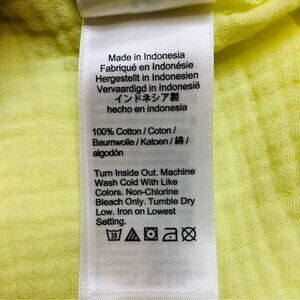 Made in Indonesia
Fabriqué en Indonésie
Hergestellt in Indonesien
Vervaardigd in Indonesië
インドネシア製
hecho en indonesia
100% Cotton / Coton /
Baumwolle / Katoen / 綿 /
algodón
Turn Inside Out. Machine
Wash Cold With Like
Colors. Non-Chlorine
Bleach Only. Tumble Dry
Low. Iron on Lowest
Setting.